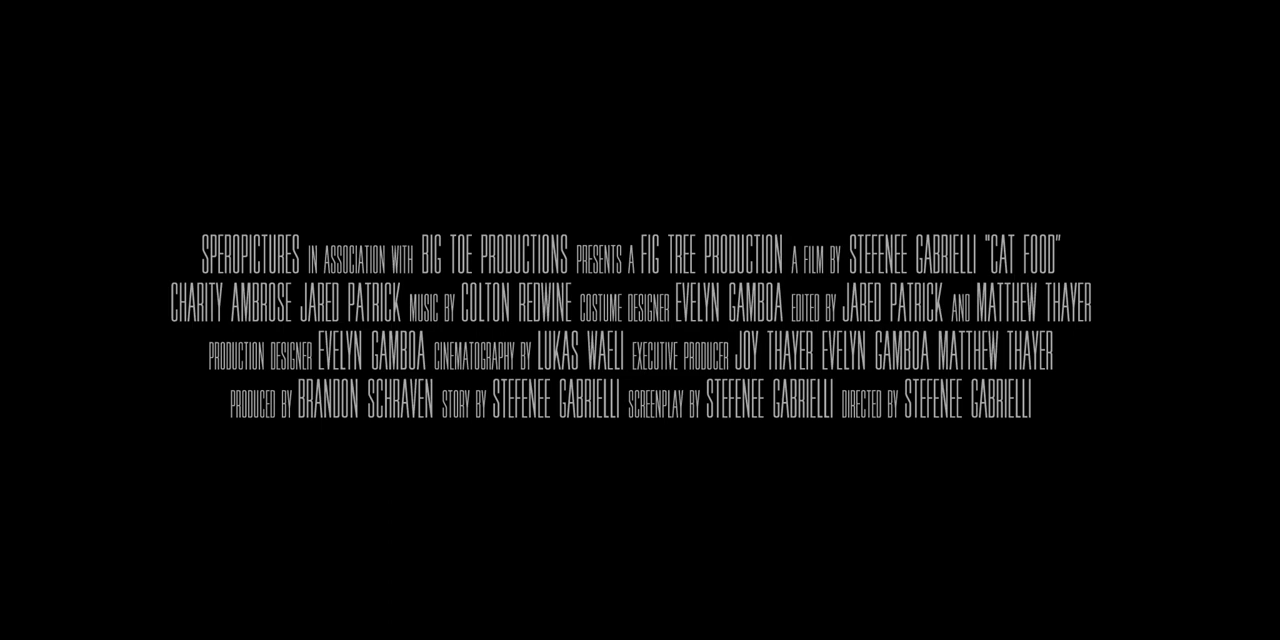 SPEROPICTURES IN ASSOCIATION WITH BIG TOE PRODUCTIONS PRESENTS A FIG TREE PRODUCTION A FILM BY STEFENEE GABRIELLI "CAT FOOD"
CHARITY AMBROSE JARED PATRICK MUSIC BY COLTON REDWINE COSTUME DESIGNER EVELYN GAMBOA EDITED BY JARED PATRICK AND MATTHEW THAYER
PRODUCTION DESIGNER EVELYN GAMBOA CINEMATOGRAPHY BY LUKAS WAELI EXECUTIVE PRODUCER JOY THAYER EVELYN GAMBOA MATTHEW THAYER
PRODUCED BY BRANDON SCHRAVEN STORY BY STEFENEE GABRIELLI SCREENPLAY BY STEFENEE GABRIELLI DIRECTED BY STEFENEE GABRIELLI